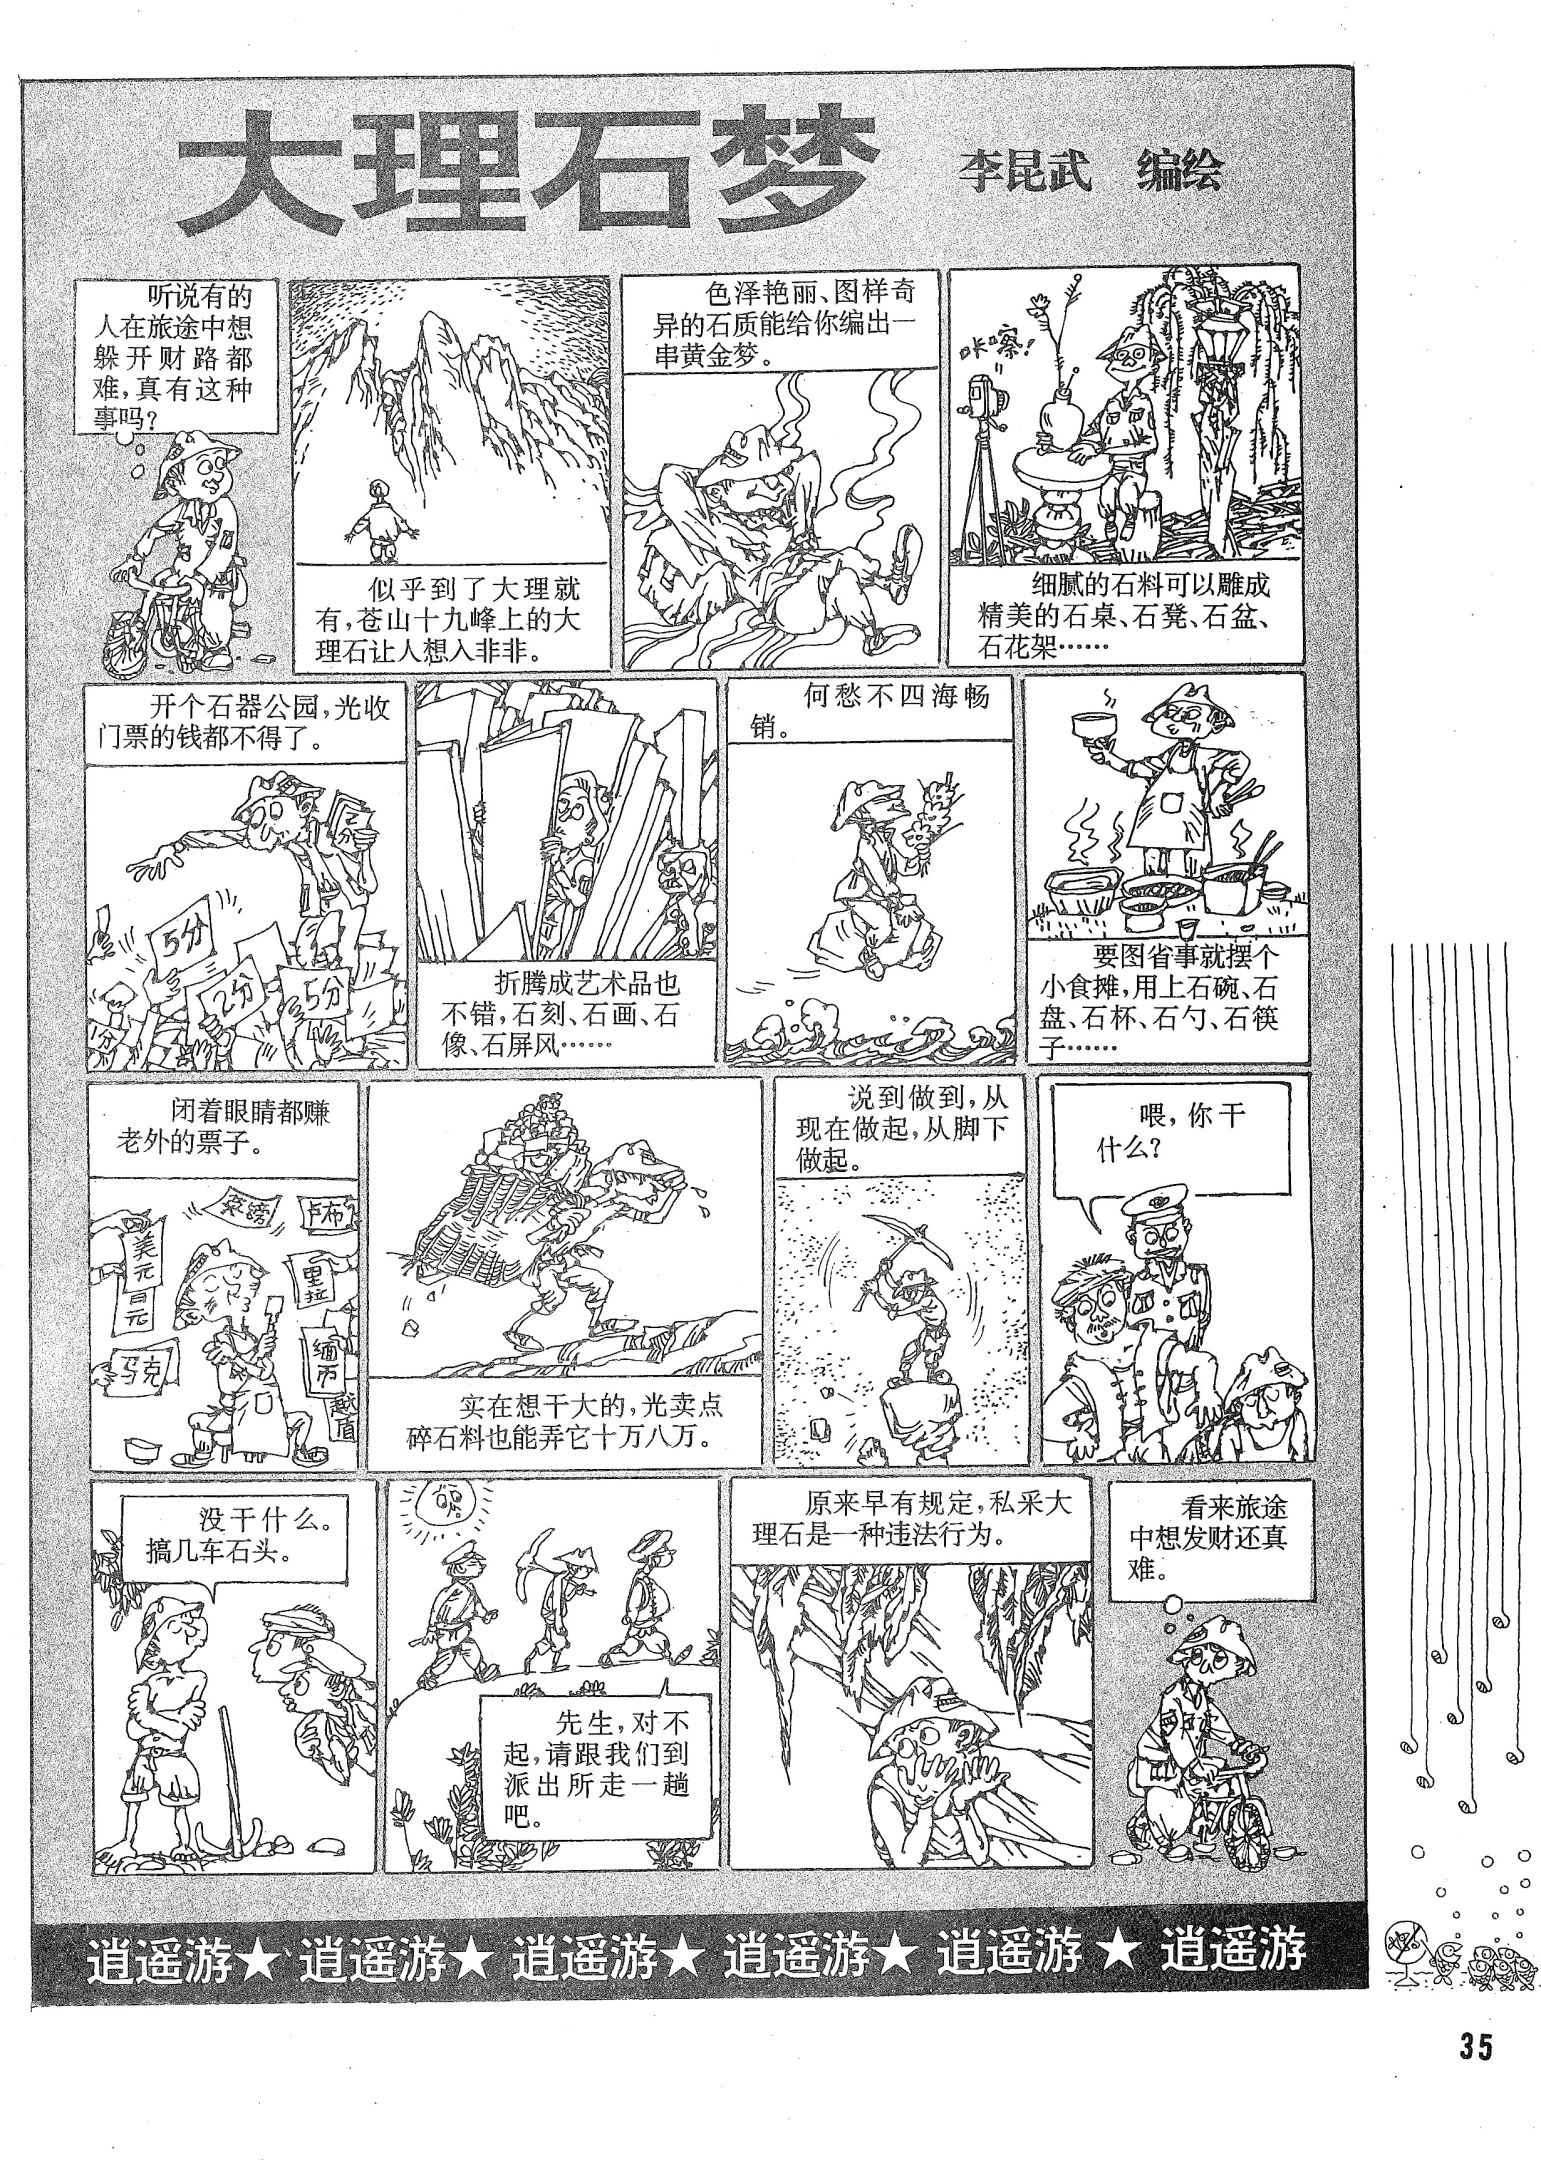 大理石梦
李昆武 编绘
听说有的
人在旅途中想
躲开财路都
难,真有这种
事吗?
似乎到了大理就
有,苍山十九峰上的大
理石让人想入非非。
色泽艳丽、图样奇
异的石质能给你编出一
串黄金梦。
咔嚓!
细腻的石料可以雕成
精美的石桌、石凳、石盆、
石花架……
开个石器公园,光收
门票的钱都不得了。
2分
5分
2分
5分
折腾成艺术品也
不错,石刻、石画、石
像、石屏风……
何愁不四海畅
销。
要图省事就摆个
小食摊,用上石碗、石
盘、石杯、石勺、石筷
子……
闭着眼睛都赚
老外的票子。
英镑
卢布
美元
日元
里拉
马克
缅币
越盾
实在想干大的,光卖点
碎石料也能弄它十万八万。
说到做到,从
现在做起,从脚下
做起。
喂,你干
什么?
没干什么。
搞几车石头。
先生,对不
起,请跟我们到
派出所走一趟
吧。
原来早有规定,私采大
理石是一种违法行为。
看来旅途
中想发财还真
难。
逍遥游★ 逍遥游★ 逍遥游★ 逍遥游★ 逍遥游★ 逍遥游
35